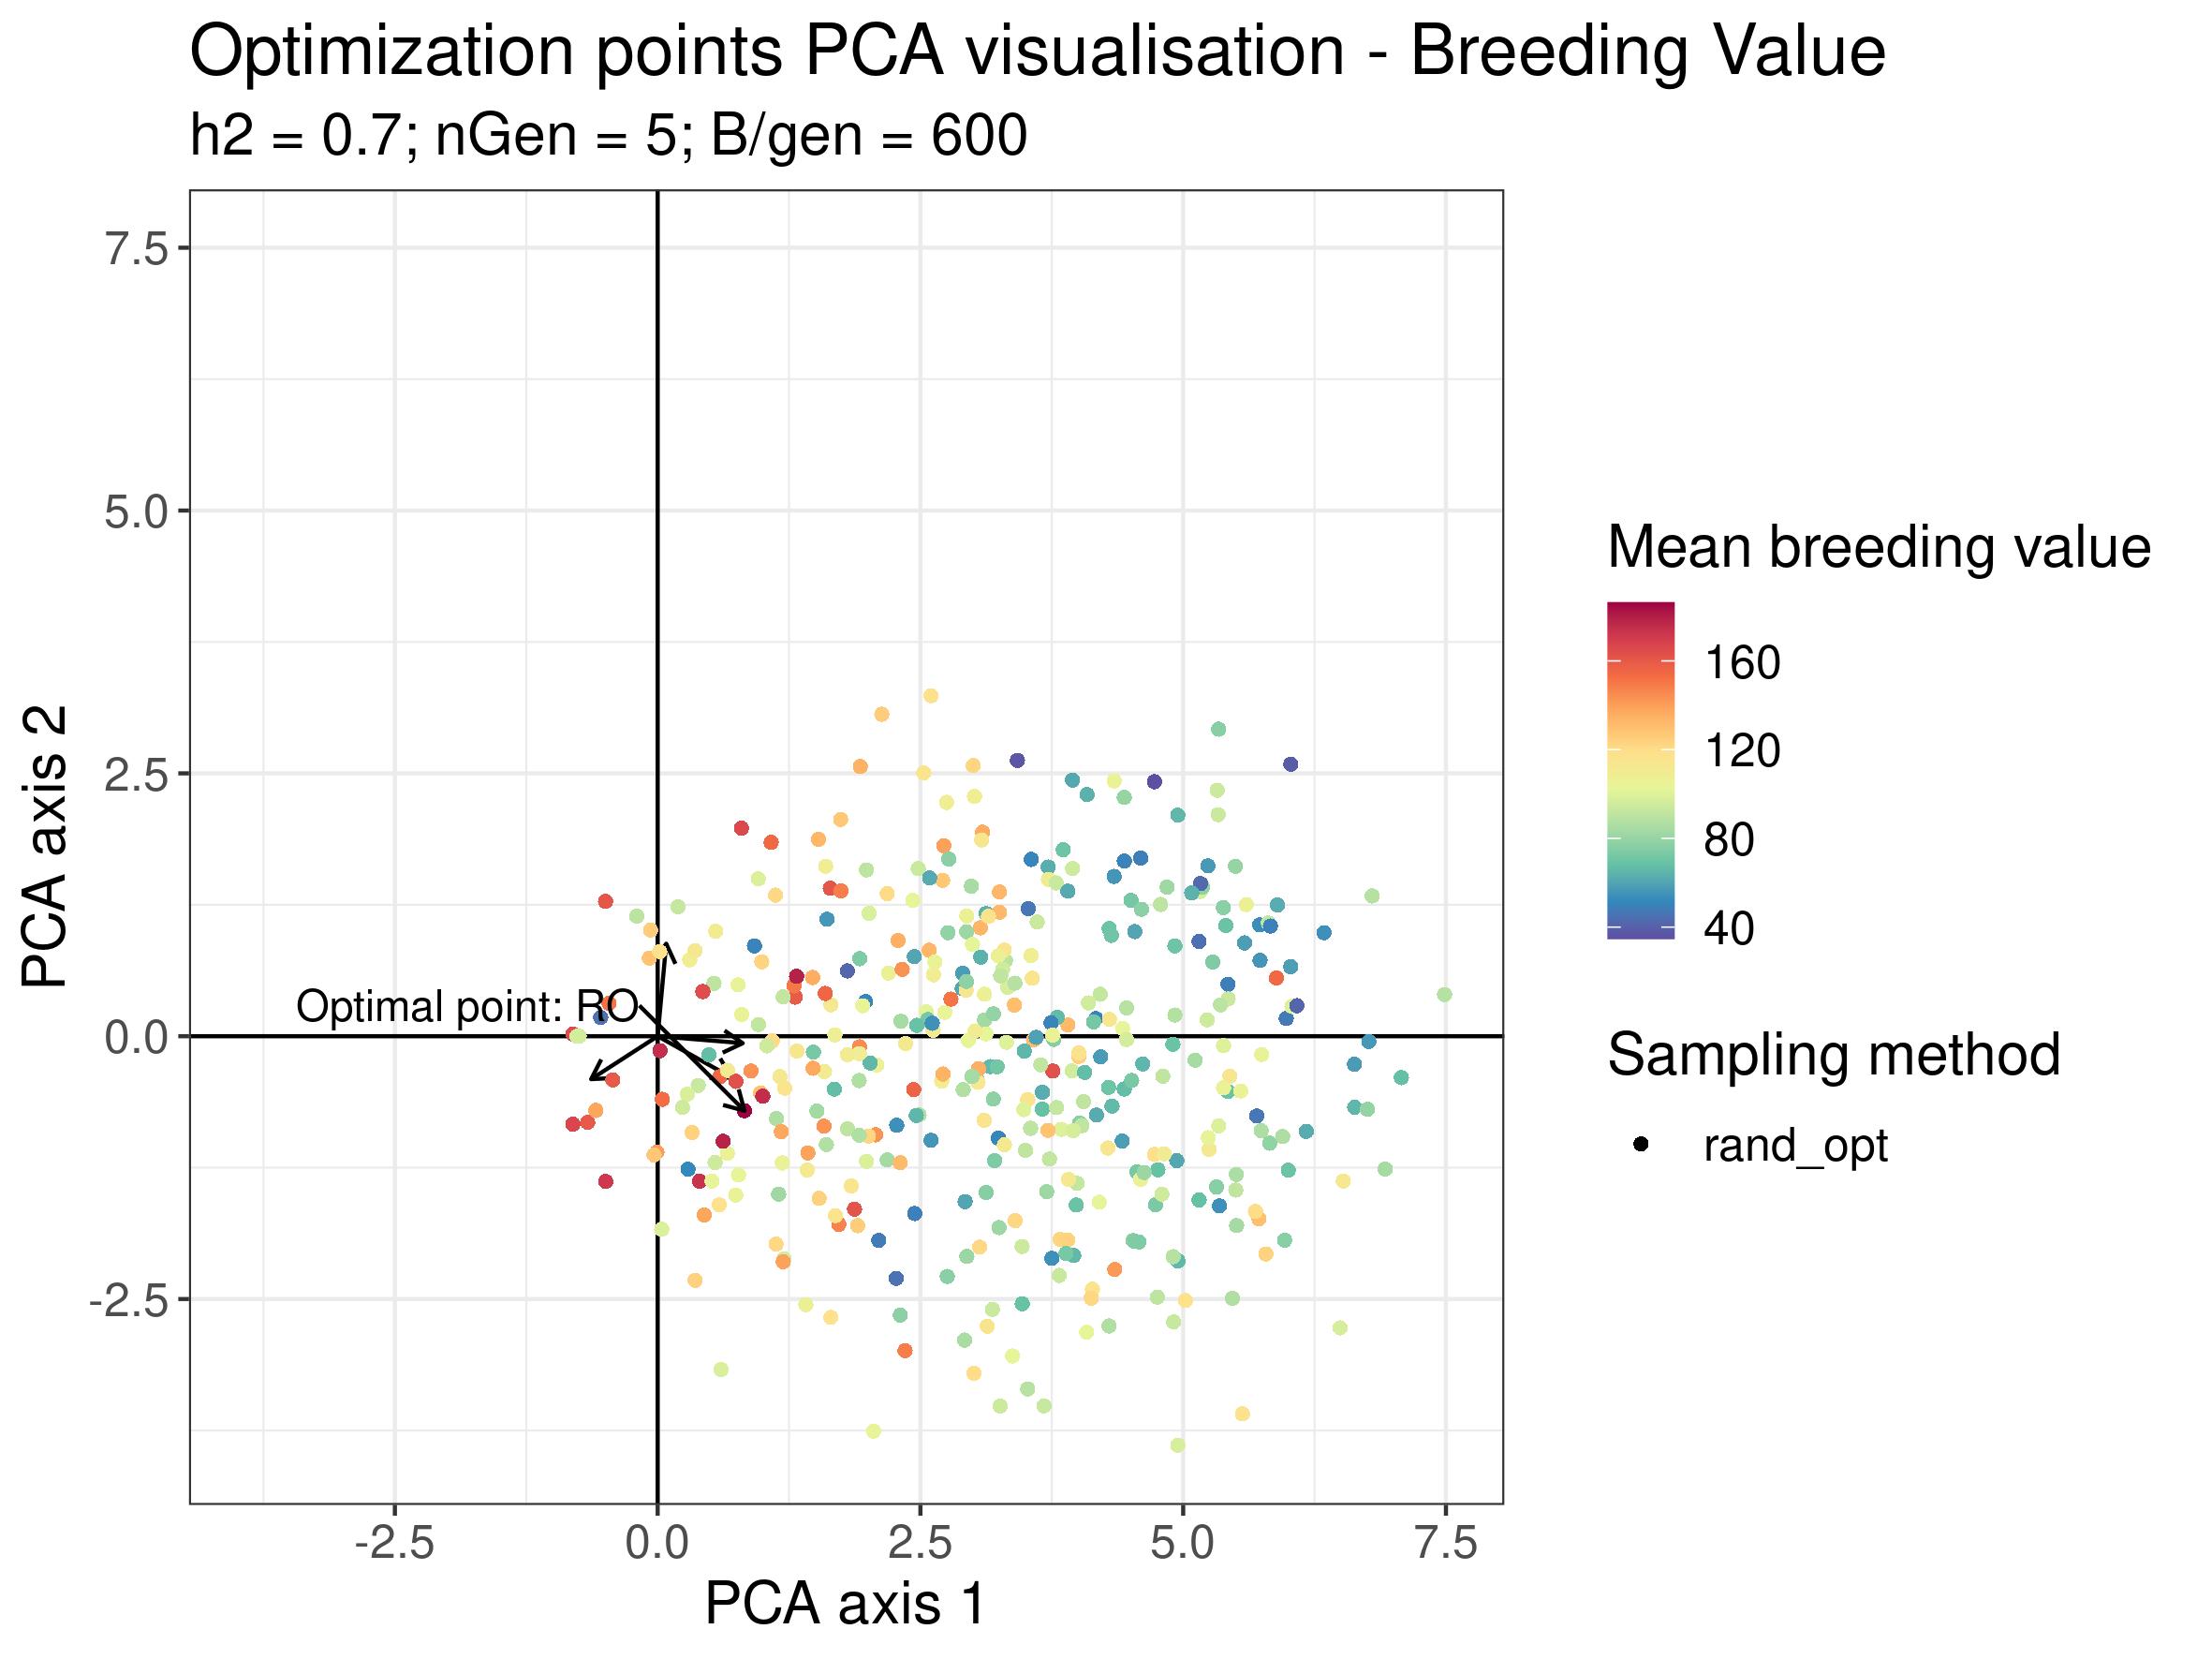 Optimization points PCA visualisation - Breeding Value
h2 = 0.7; nGen = 5; B/gen = 600
PCA axis 2
7.5
5.0
2.5
0.0
-2.5
Optimal point: RO
-2.5
0.0
2.5
5.0
7.5
PCA axis 1
Mean breeding value
160
120
80
40
Sampling method
rand_opt